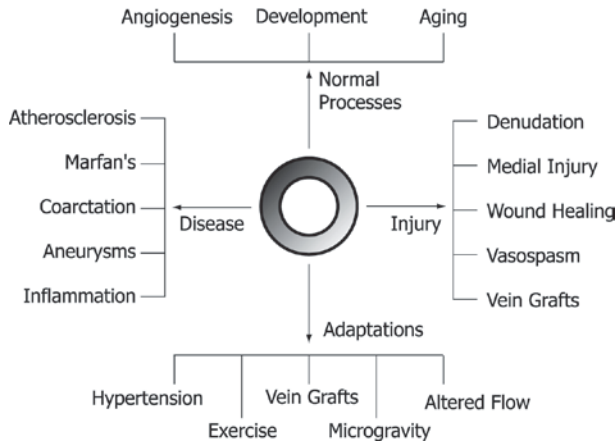 Angiogenesis Development Aging
Normal
Processes
Atherosclerosis
Marfan's
Coarctation
Aneurysms
Inflammation
Disease
Injury
Denudation
Medial Injury
Wound Healing
Vasospasm
Vein Grafts
Adaptations
Hypertension Vein Grafts Altered Flow
Exercise Microgravity